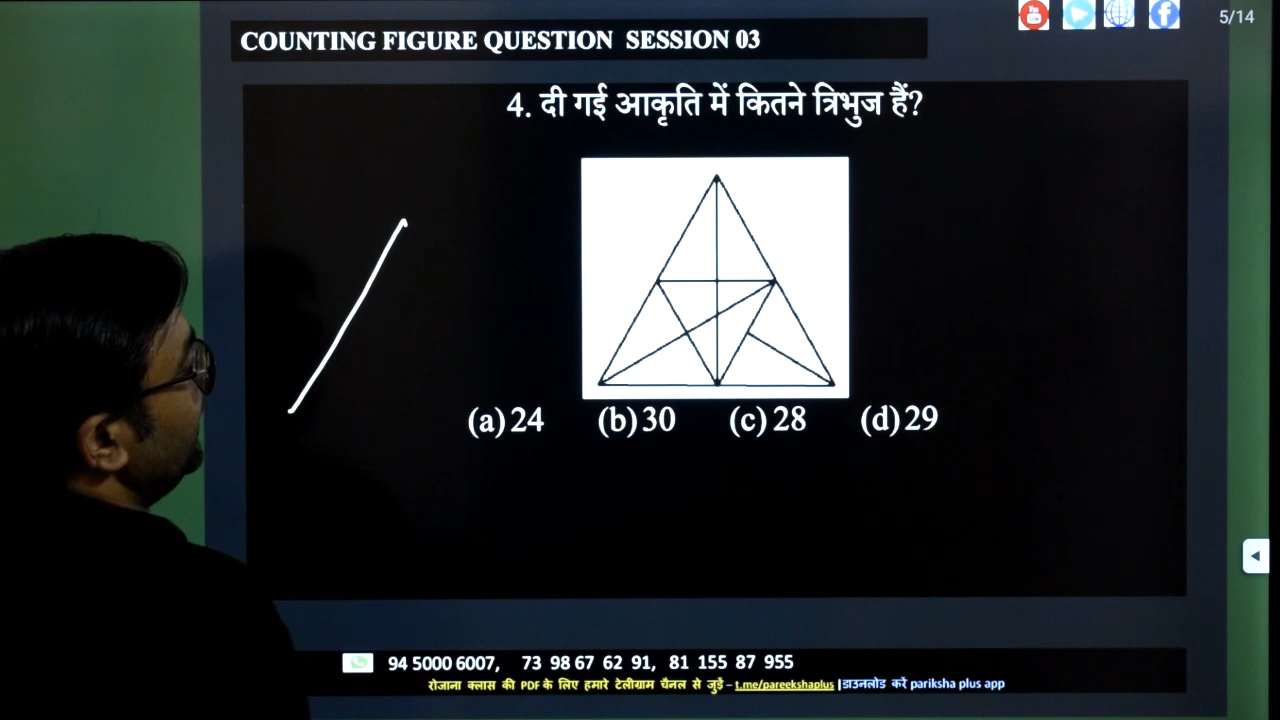 5/14
COUNTING FIGURE QUESTION SESSION 03
4. दी गई आकृति में कितने त्रिभुज हैं?
(a) 24 (b) 30 (c) 28 (d) 29
94 5000 6007, 73 98 67 62 91, 81 155 87 955
रोजाना क्लास की PDF के लिए हमारे टेलीग्राम चैनल से जुड़ें – t.me/pareekshaplus |डाउनलोड करें pariksha plus app